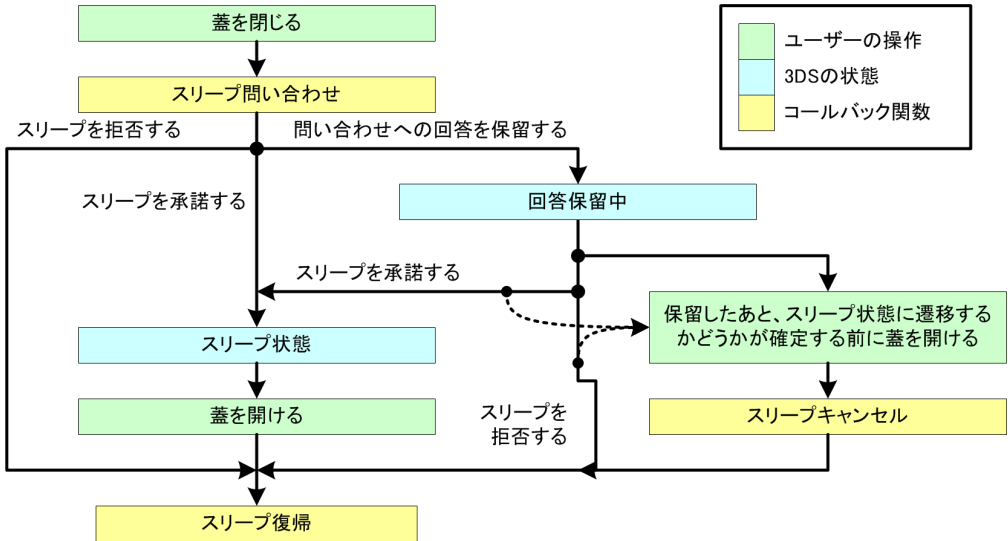 蓋を閉じる
スリープ問い合わせ
スリープを拒否する
問い合わせへの回答を保留する
スリープを承諾する
回答保留中
スリープを承諾する
保留したあと、スリープ状態に遷移する
かどうかが確定する前に蓋を開ける
スリープ状態
蓋を開ける
スリープを
拒否する
スリープキャンセル
スリープ復帰
ユーザーの操作
3DSの状態
コールバック関数